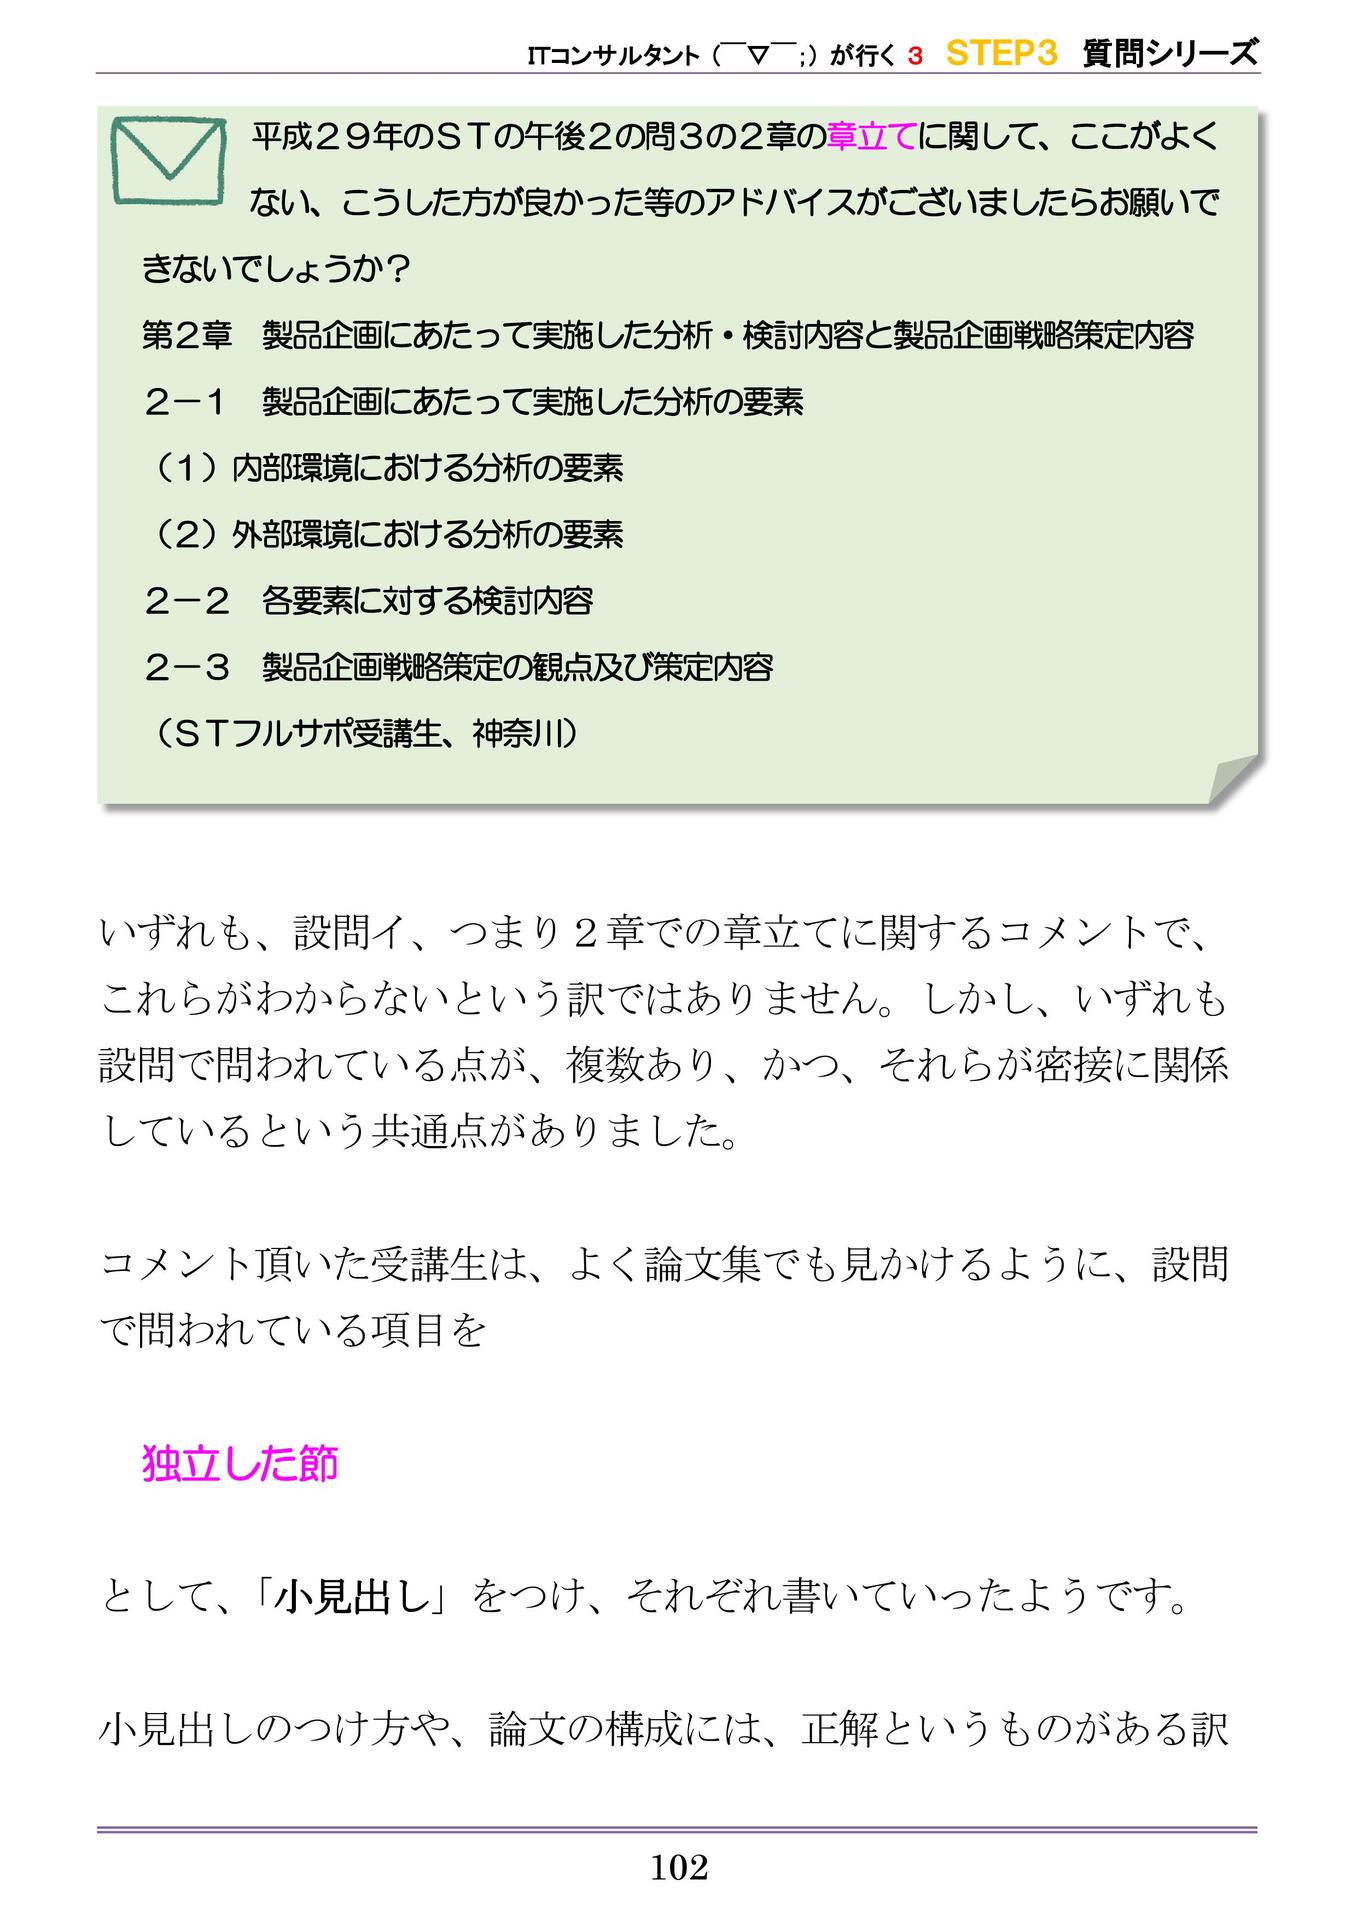 ITコンサルタント（￣▽￣;）が行く 3 STEP3 質問シリーズ
平成２９年のＳＴの午後２の問３の２章の章立てに関して、ここがよく
ない、こうした方が良かった等のアドバイスがございましたらお願いで
きないでしょうか？
第２章　製品企画にあたって実施した分析・検討内容と製品企画戦略策定内容
２－１　製品企画にあたって実施した分析の要素
（１）内部環境における分析の要素
（２）外部環境における分析の要素
２－２　各要素に対する検討内容
２－３　製品企画戦略策定の観点及び策定内容
（ＳＴフルサポ受講生、神奈川）
いずれも、設問イ、つまり２章での章立てに関するコメントで、
これらがわからないという訳ではありません。しかし、いずれも
設問で問われている点が、複数あり、かつ、それらが密接に関係
しているという共通点がありました。
コメント頂いた受講生は、よく論文集でも見かけるように、設問
で問われている項目を
独立した節
として、「小見出し」をつけ、それぞれ書いていったようです。
小見出しのつけ方や、論文の構成には、正解というものがある訳
102